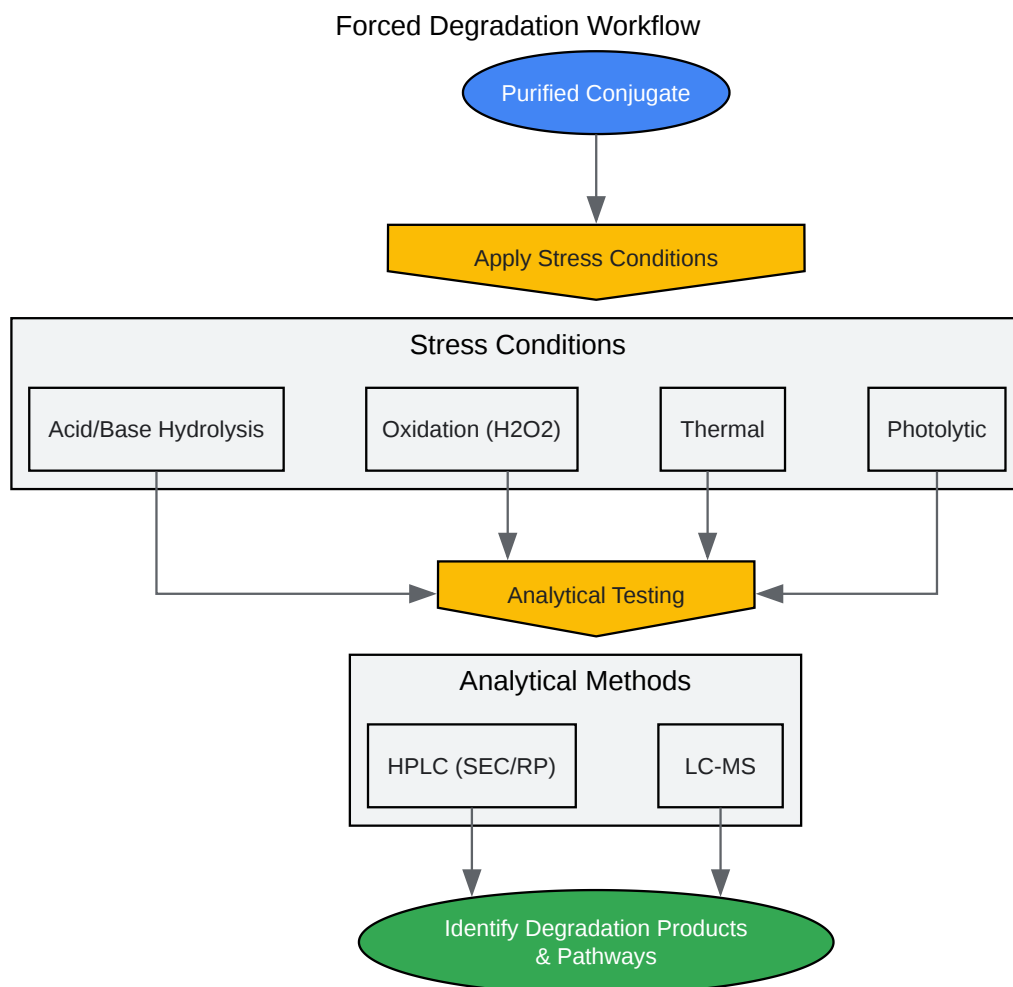 Forced Degradation Workflow
Purified Conjugate
Apply Stress Conditions
Stress Conditions
Acid/Base Hydrolysis
Oxidation (H2O2)
Thermal
Photolytic
Analytical Testing
Analytical Methods
HPLC (SEC/RP)
LC-MS
Identify Degradation Products
& Pathways